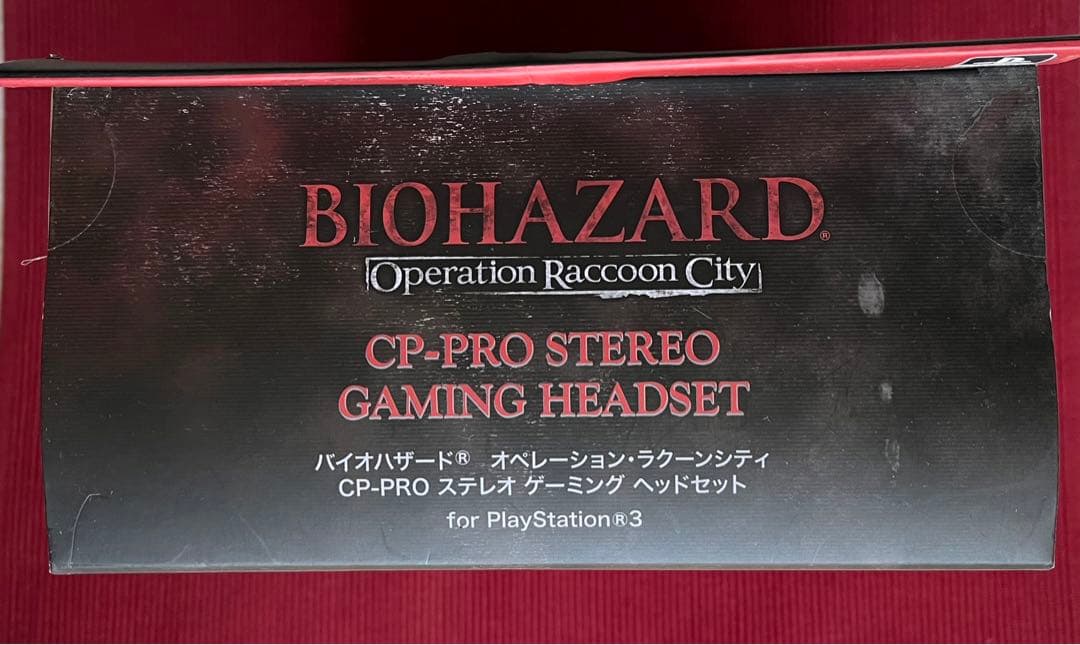 BIOHAZARD®
Operation Raccoon City
CP-PRO STEREO
GAMING HEADSET
バイオハザード® オペレーション・ラクーンシティ
CP-PRO ステレオ ゲーミング ヘッドセット
for PlayStation®3